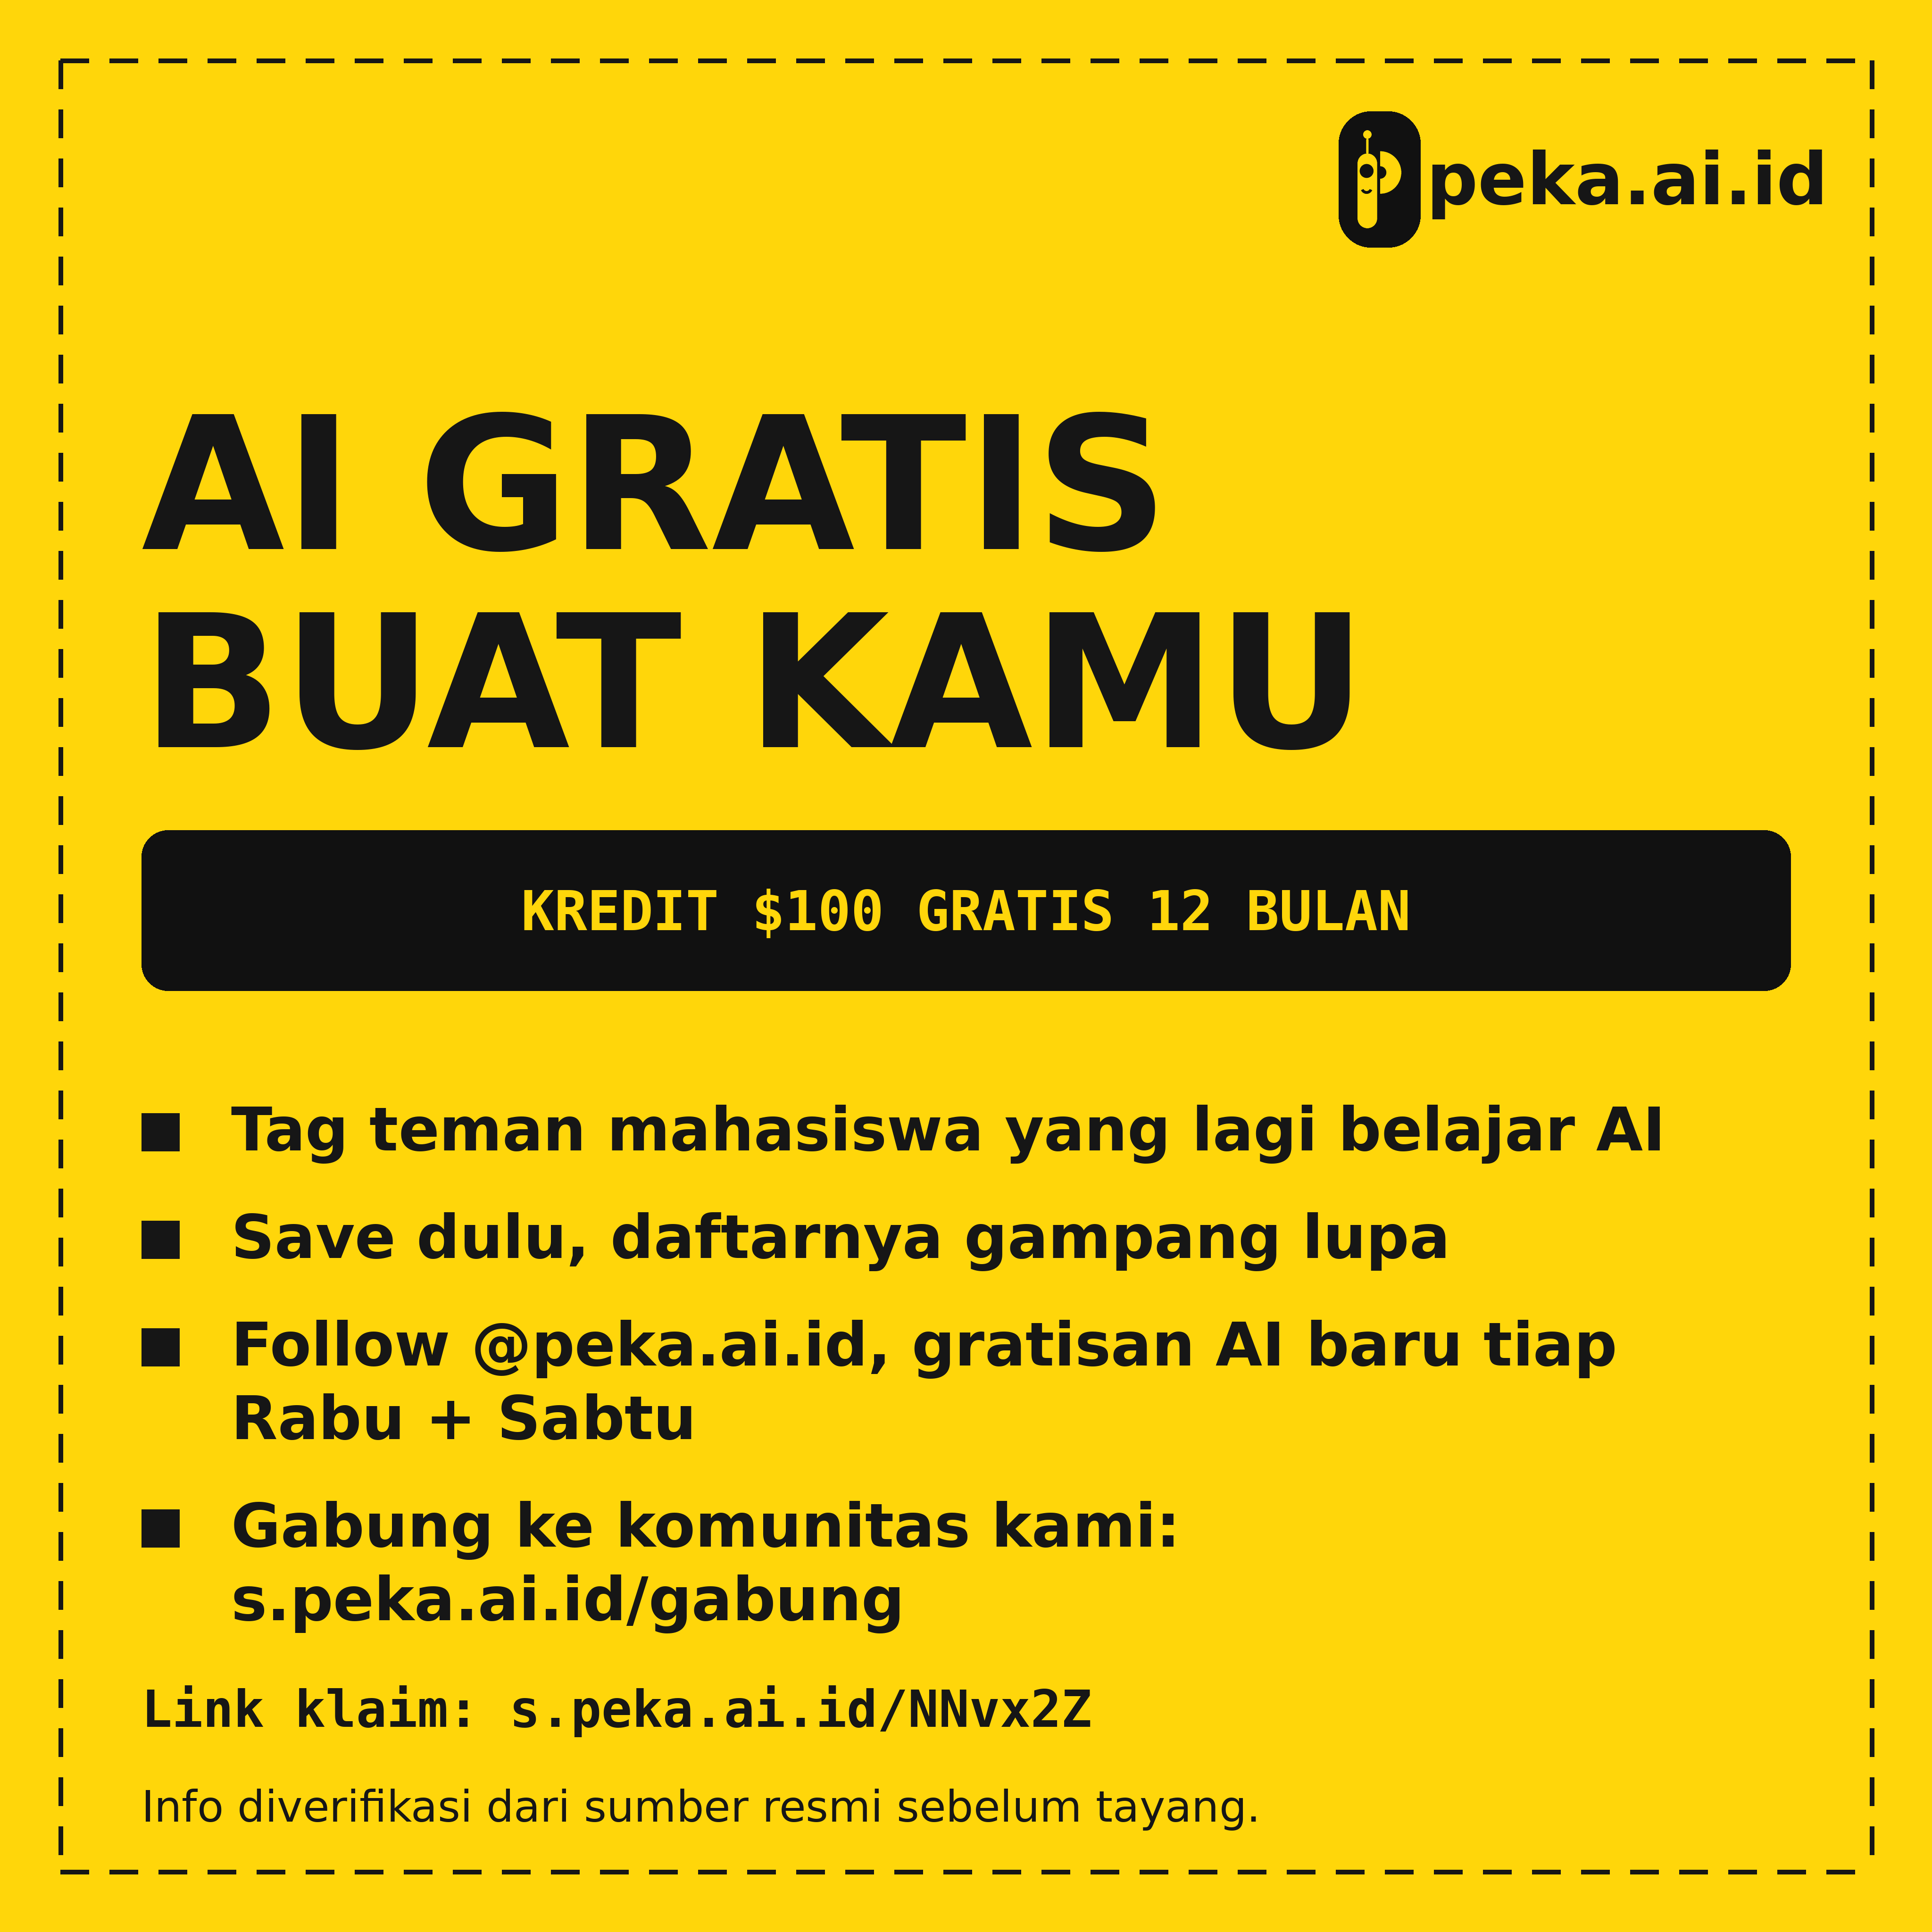 peka.ai.id
AI GRATIS
BUAT KAMU
KREDIT $100 GRATIS 12 BULAN
Tag teman mahasiswa yang lagi belajar AI
Save dulu, daftarnya gampang lupa
Follow @peka.ai.id, gratisan AI baru tiap
Rabu + Sabtu
Gabung ke komunitas kami:
s.peka.ai.id/gabung
Link klaim: s.peka.ai.id/NNvx2Z
Info diverifikasi dari sumber resmi sebelum tayang.